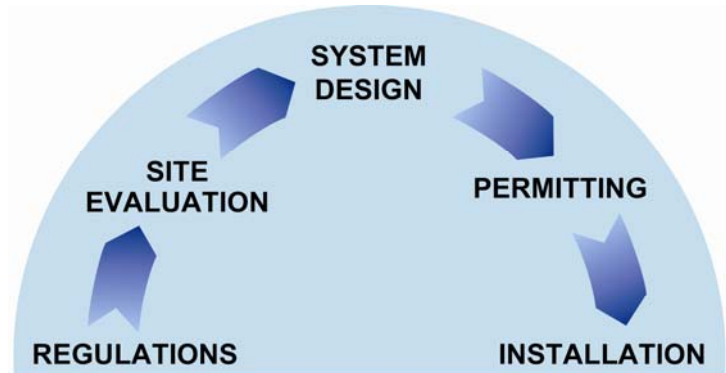 SYSTEM
DESIGN
SITE
EVALUATION
PERMITTING
REGULATIONS
INSTALLATION